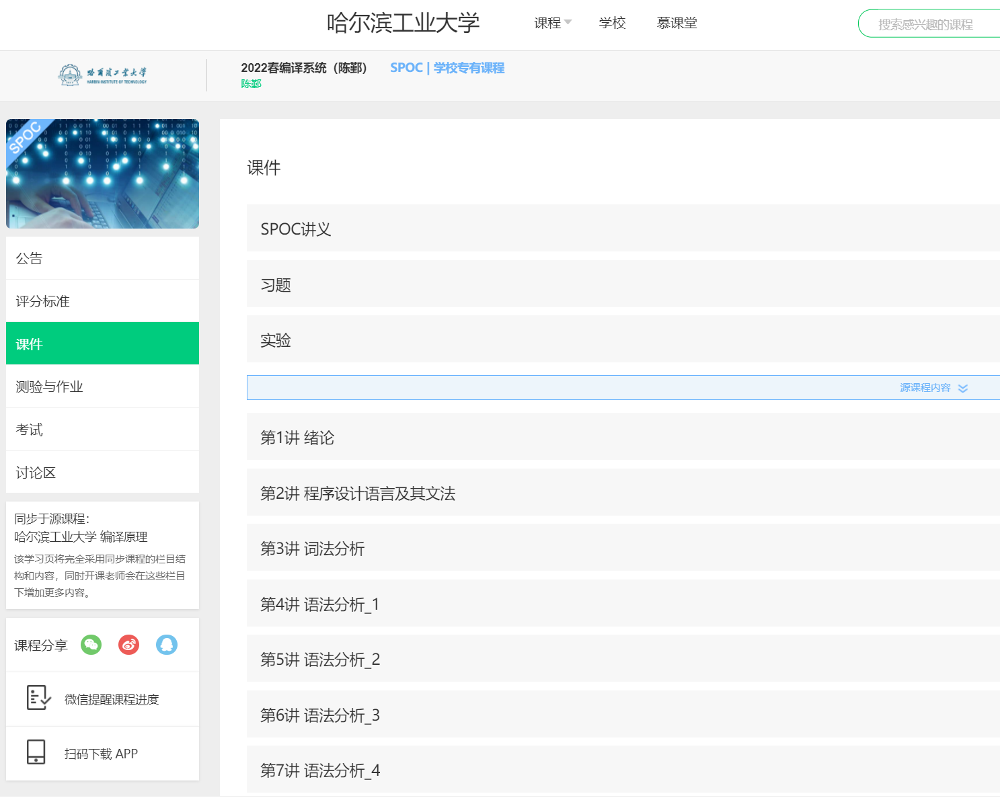 哈尔滨工业大学
课程
学校
慕课堂
搜索感兴趣的课程
哈尔滨工业大学
HARBIN INSTITUTE OF TECHNOLOGY
2022春编译系统（陈鄞）
SPOC | 学校专有课程
陈鄞
SPOC
公告
评分标准
课件
测验与作业
考试
讨论区
同步于源课程：
哈尔滨工业大学 编译原理
该学习页将完全采用同步课程的栏目结
构和内容，同时开课老师会在这些栏目
下增加更多内容。
课程分享
微信提醒课程进度
扫码下载 APP
课件
SPOC讲义
习题
实验
源课程内容
第1讲 绪论
第2讲 程序设计语言及其文法
第3讲 词法分析
第4讲 语法分析_1
第5讲 语法分析_2
第6讲 语法分析_3
第7讲 语法分析_4